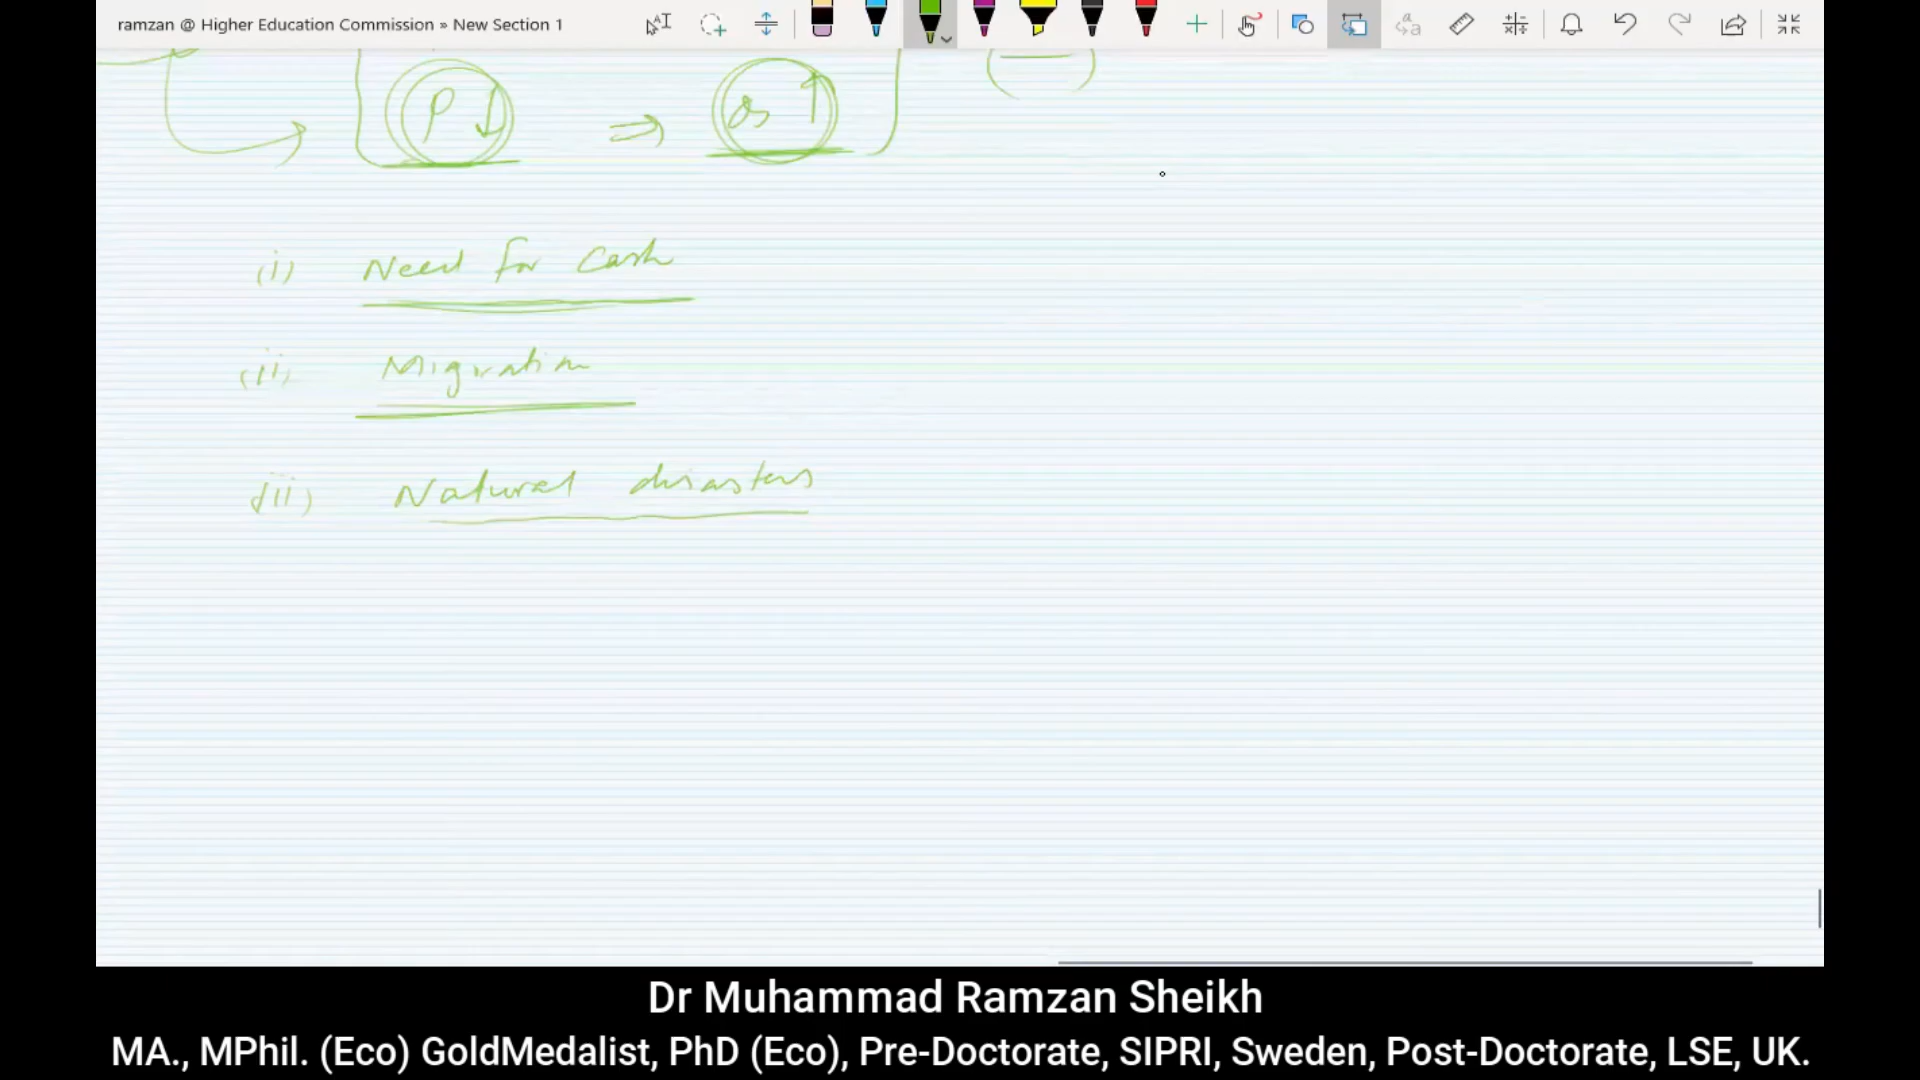 ramzan @ Higher Education Commission » New Section 1
P ↓ ⇒ Qs ↑
(i) Need for Cash
(ii) Migration
(iii) Natural disasters
Dr Muhammad Ramzan Sheikh
MA., MPhil. (Eco) GoldMedalist, PhD (Eco), Pre-Doctorate, SIPRI, Sweden, Post-Doctorate, LSE, UK.